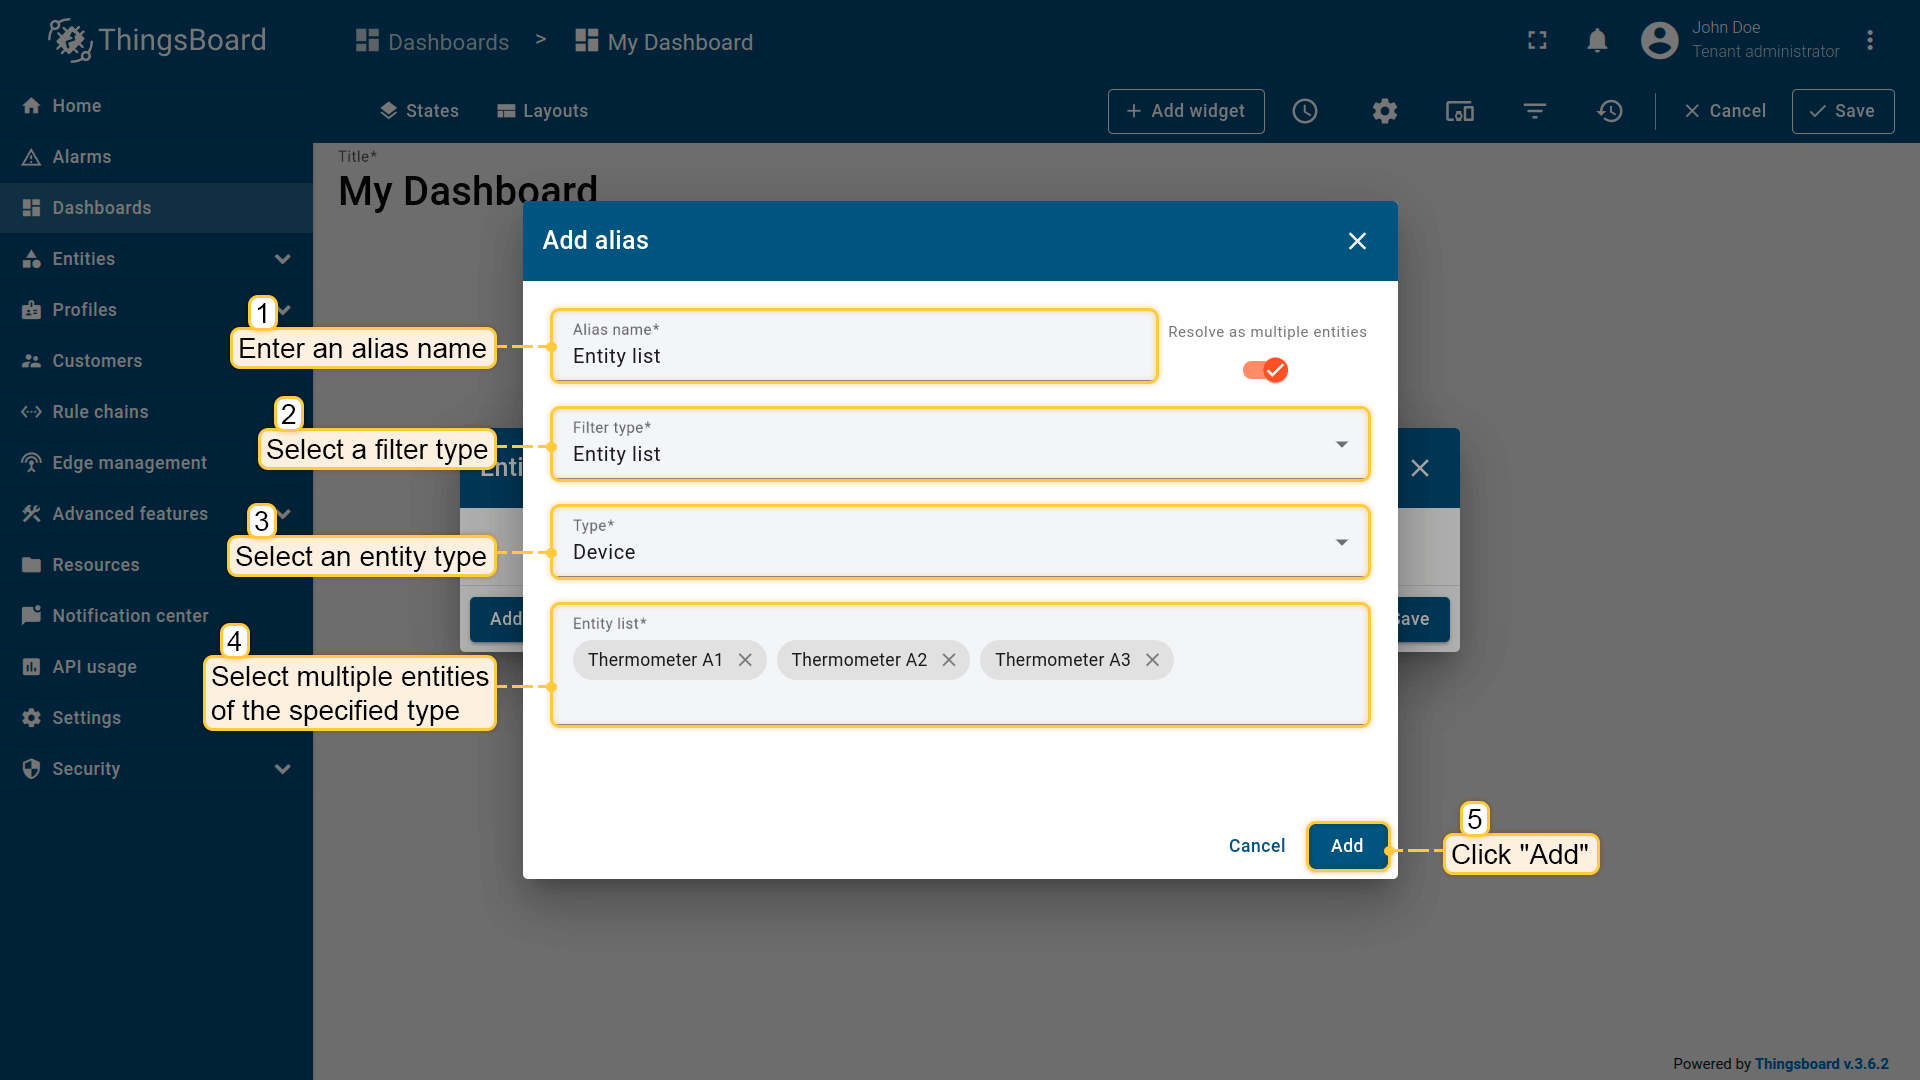 ThingsBoard
Dashboards > My Dashboard
John Doe
Tenant administrator
Home
Alarms
Dashboards
Entities
Profiles
Customers
Rule chains
Edge management
Advanced features
Resources
Notification center
API usage
Settings
Security
States
Layouts
+ Add widget
Cancel
Save
Title*
My Dashboard
Add alias
1
Enter an alias name
Alias name*
Entity list
Resolve as multiple entities
2
Select a filter type
Filter type*
Entity list
Enti
3
Select an entity type
Type*
Device
Add
Save
4
Select multiple entities
of the specified type
Entity list*
Thermometer A1
Thermometer A2
Thermometer A3
Cancel
Add
5
Click "Add"
Powered by Thingsboard v.3.6.2